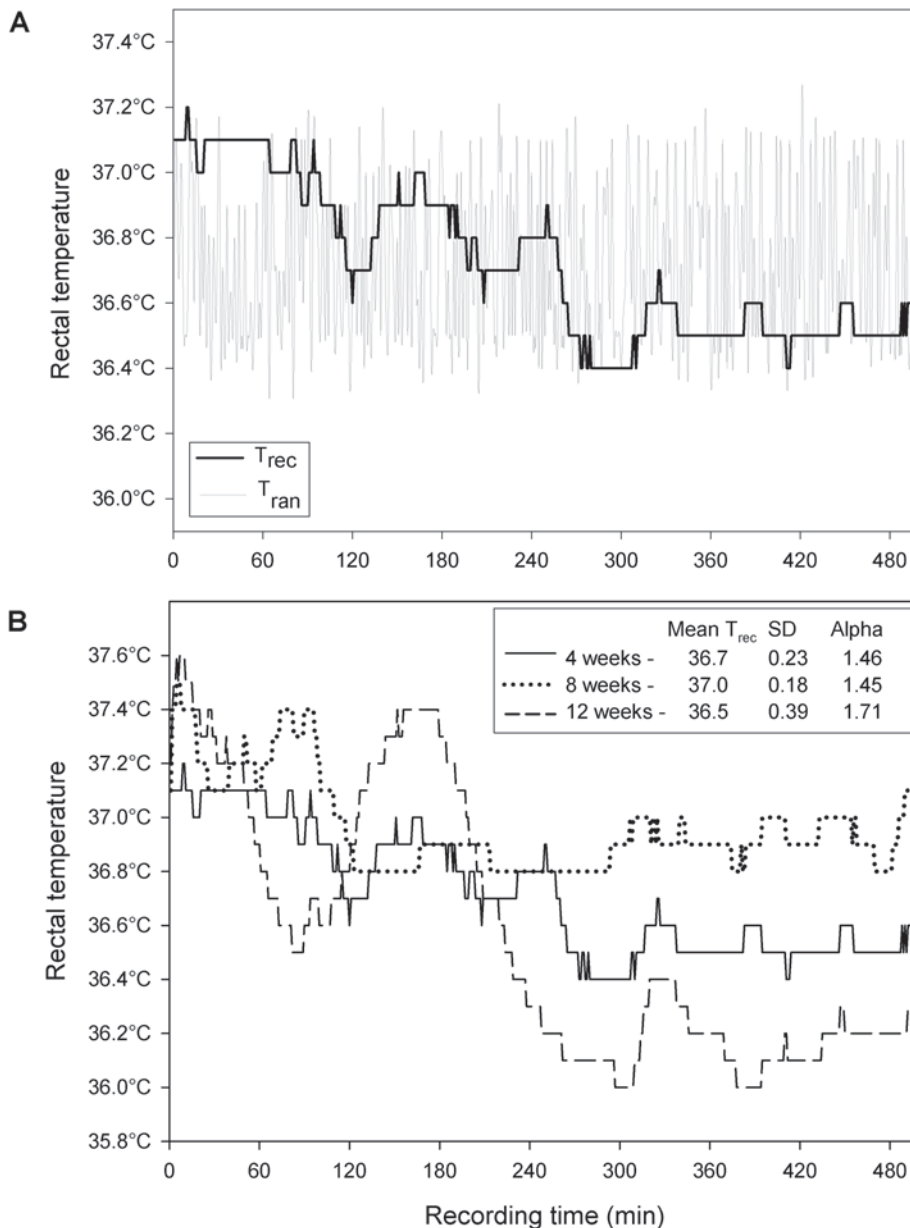 A
Rectal temperature
37.4°C
37.2°C
37.0°C
36.8°C
36.6°C
36.4°C
36.2°C
36.0°C
Trec
Tran
0 60 120 180 240 300 360 420 480
B
Rectal temperature
37.6°C
37.4°C
37.2°C
37.0°C
36.8°C
36.6°C
36.4°C
36.2°C
36.0°C
35.8°C
Mean Trec SD Alpha
4 weeks - 36.7 0.23 1.46
8 weeks - 37.0 0.18 1.45
12 weeks - 36.5 0.39 1.71
0 60 120 180 240 300 360 420 480
Recording time (min)